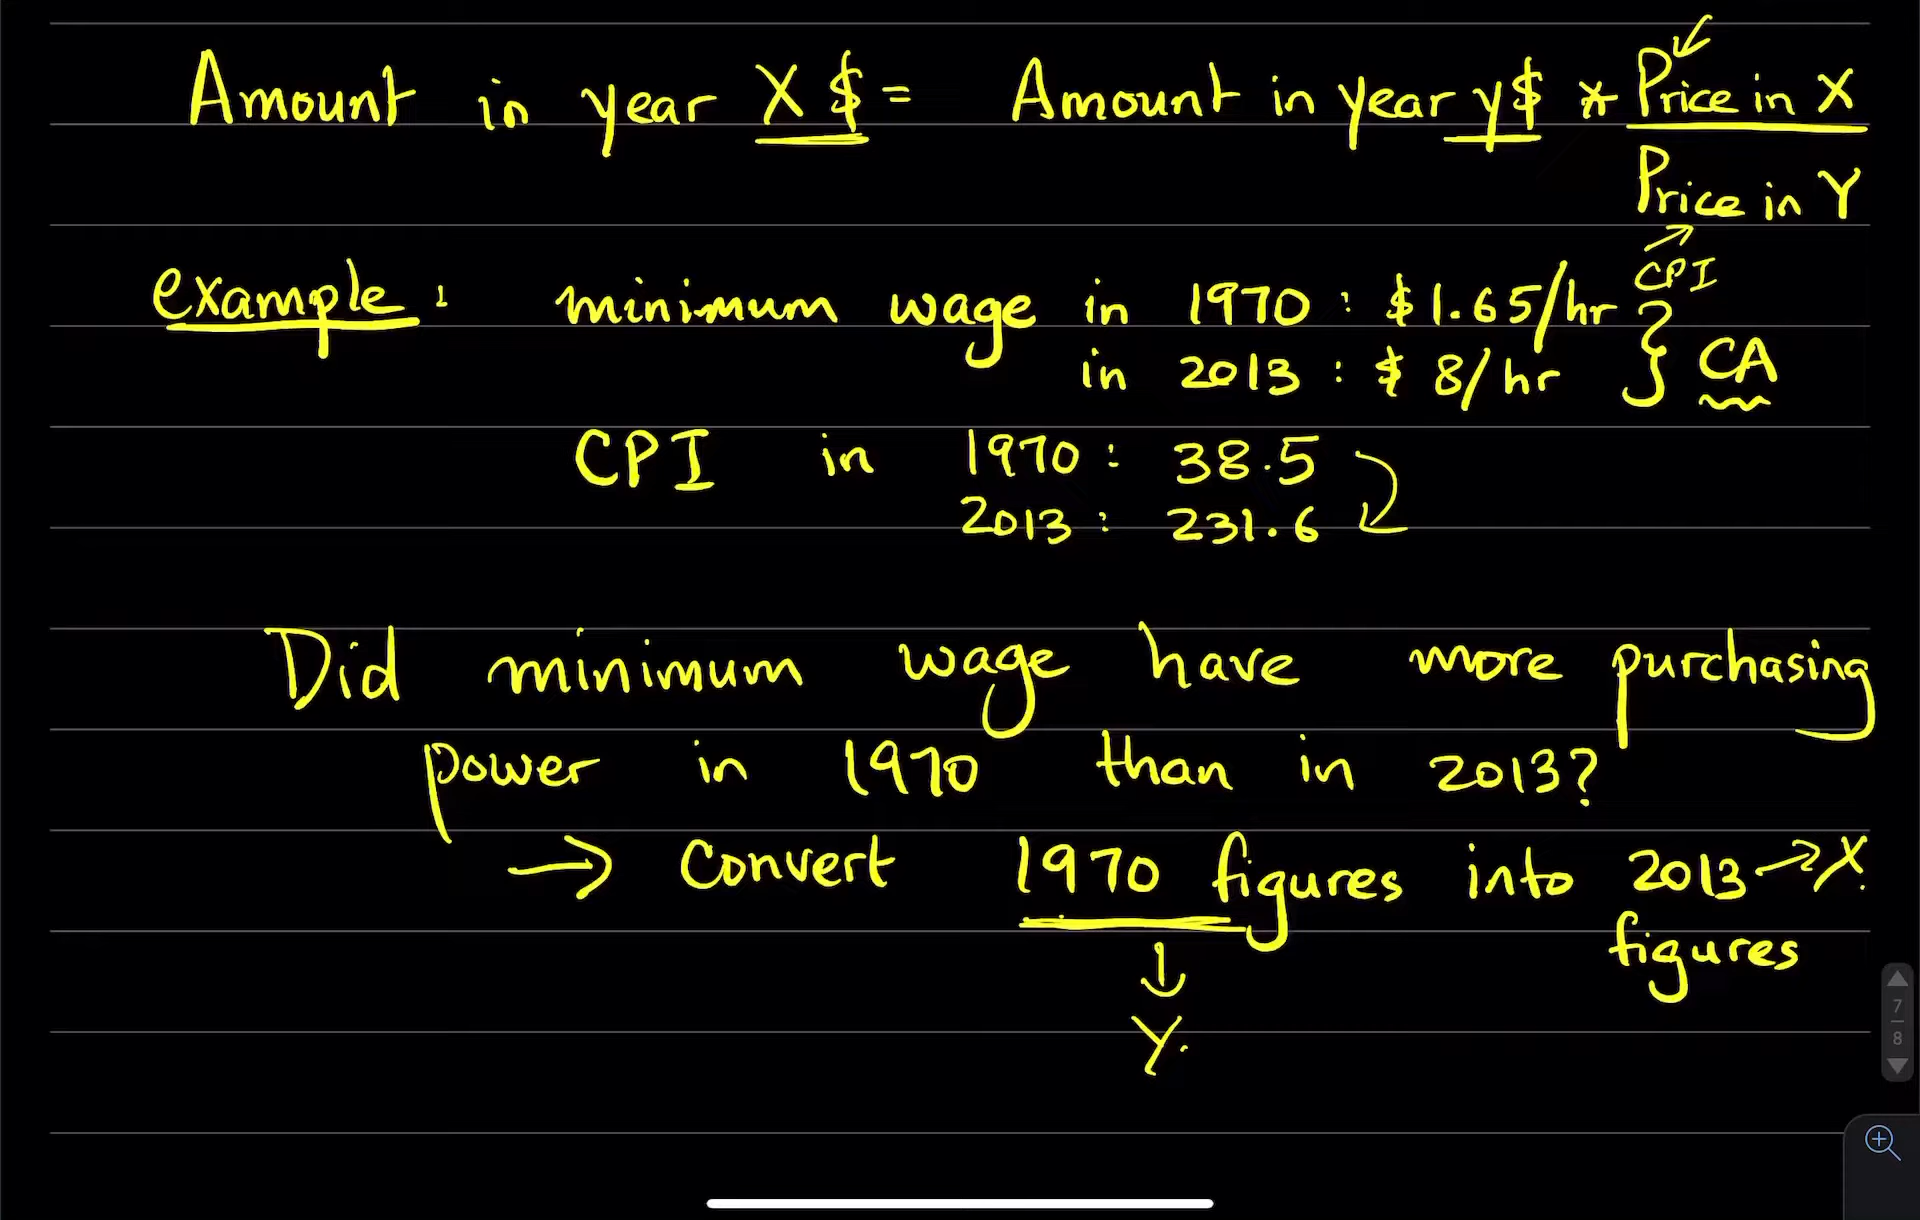 Amount in year X $ = Amount in year y $ * Price in X
Price in Y
CPI
example: minimum wage in 1970 : $1.65/hr
in 2013 : $ 8/hr } CA
CPI in 1970 : 38.5
2013 : 231.6
Did minimum wage have more purchasing
power in 1970 than in 2013?
→ Convert 1970 figures into 2013 → X.
figures
↓
Y.
7
8